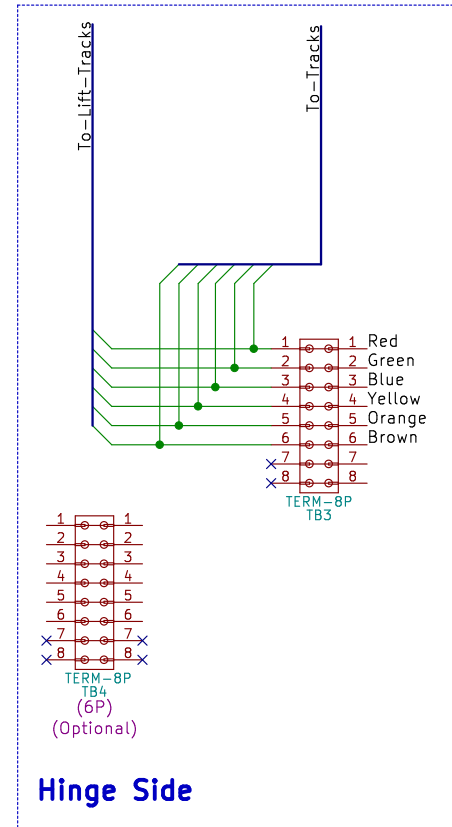 To-Lift-Tracks
To-Tracks
1 1 Red
2 2 Green
3 3 Blue
4 4 Yellow
5 5 Orange
6 6 Brown
7 7
8 8
TERM-8P
TB3
1 1
2 2
3 3
4 4
5 5
6 6
7 7
8 8
TERM-8P
TB4
(6P)
(Optional)
Hinge Side